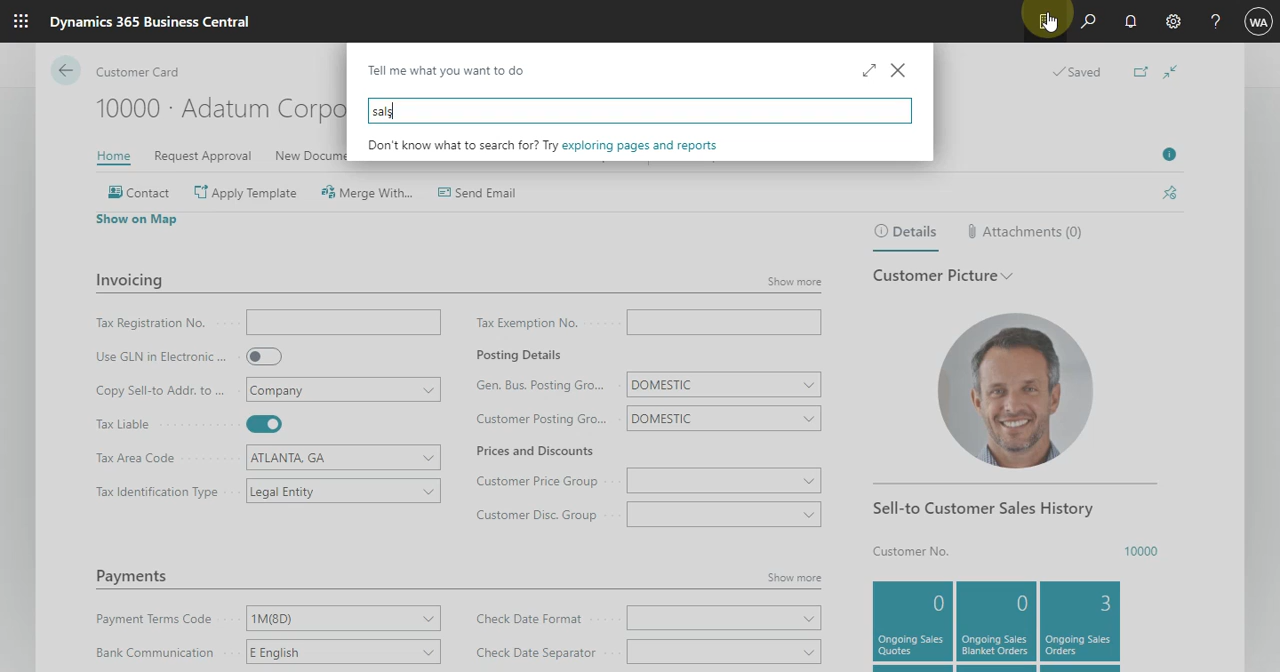 Dynamics 365 Business Central
?
WA
Tell me what you want to do
Customer Card
Saved
10000 · Adatum Corpo
Don't know what to search for? Try exploring pages and reports
Home Request Approval New Docume
Contact Apply Template Merge With... Send Email
Show on Map
Details Attachments (0)
Invoicing Show more
Customer Picture
Tax Registration No.
Tax Exemption No.
Use GLN in Electronic ...
Posting Details
Copy Sell-to Addr. to ... Company
Gen. Bus. Posting Gro... DOMESTIC
Tax Liable
Customer Posting Gro... DOMESTIC
Tax Area Code ATLANTA, GA
Prices and Discounts
Tax Identification Type Legal Entity
Customer Price Group
Customer Disc. Group
Sell-to Customer Sales History
Customer No. 10000
Payments Show more
Payment Terms Code 1M(8D)
Check Date Format
Bank Communication E English
Check Date Separator
0 0 3
Ongoing Sales Quotes
Ongoing Sales Blanket Orders
Ongoing Sales Orders